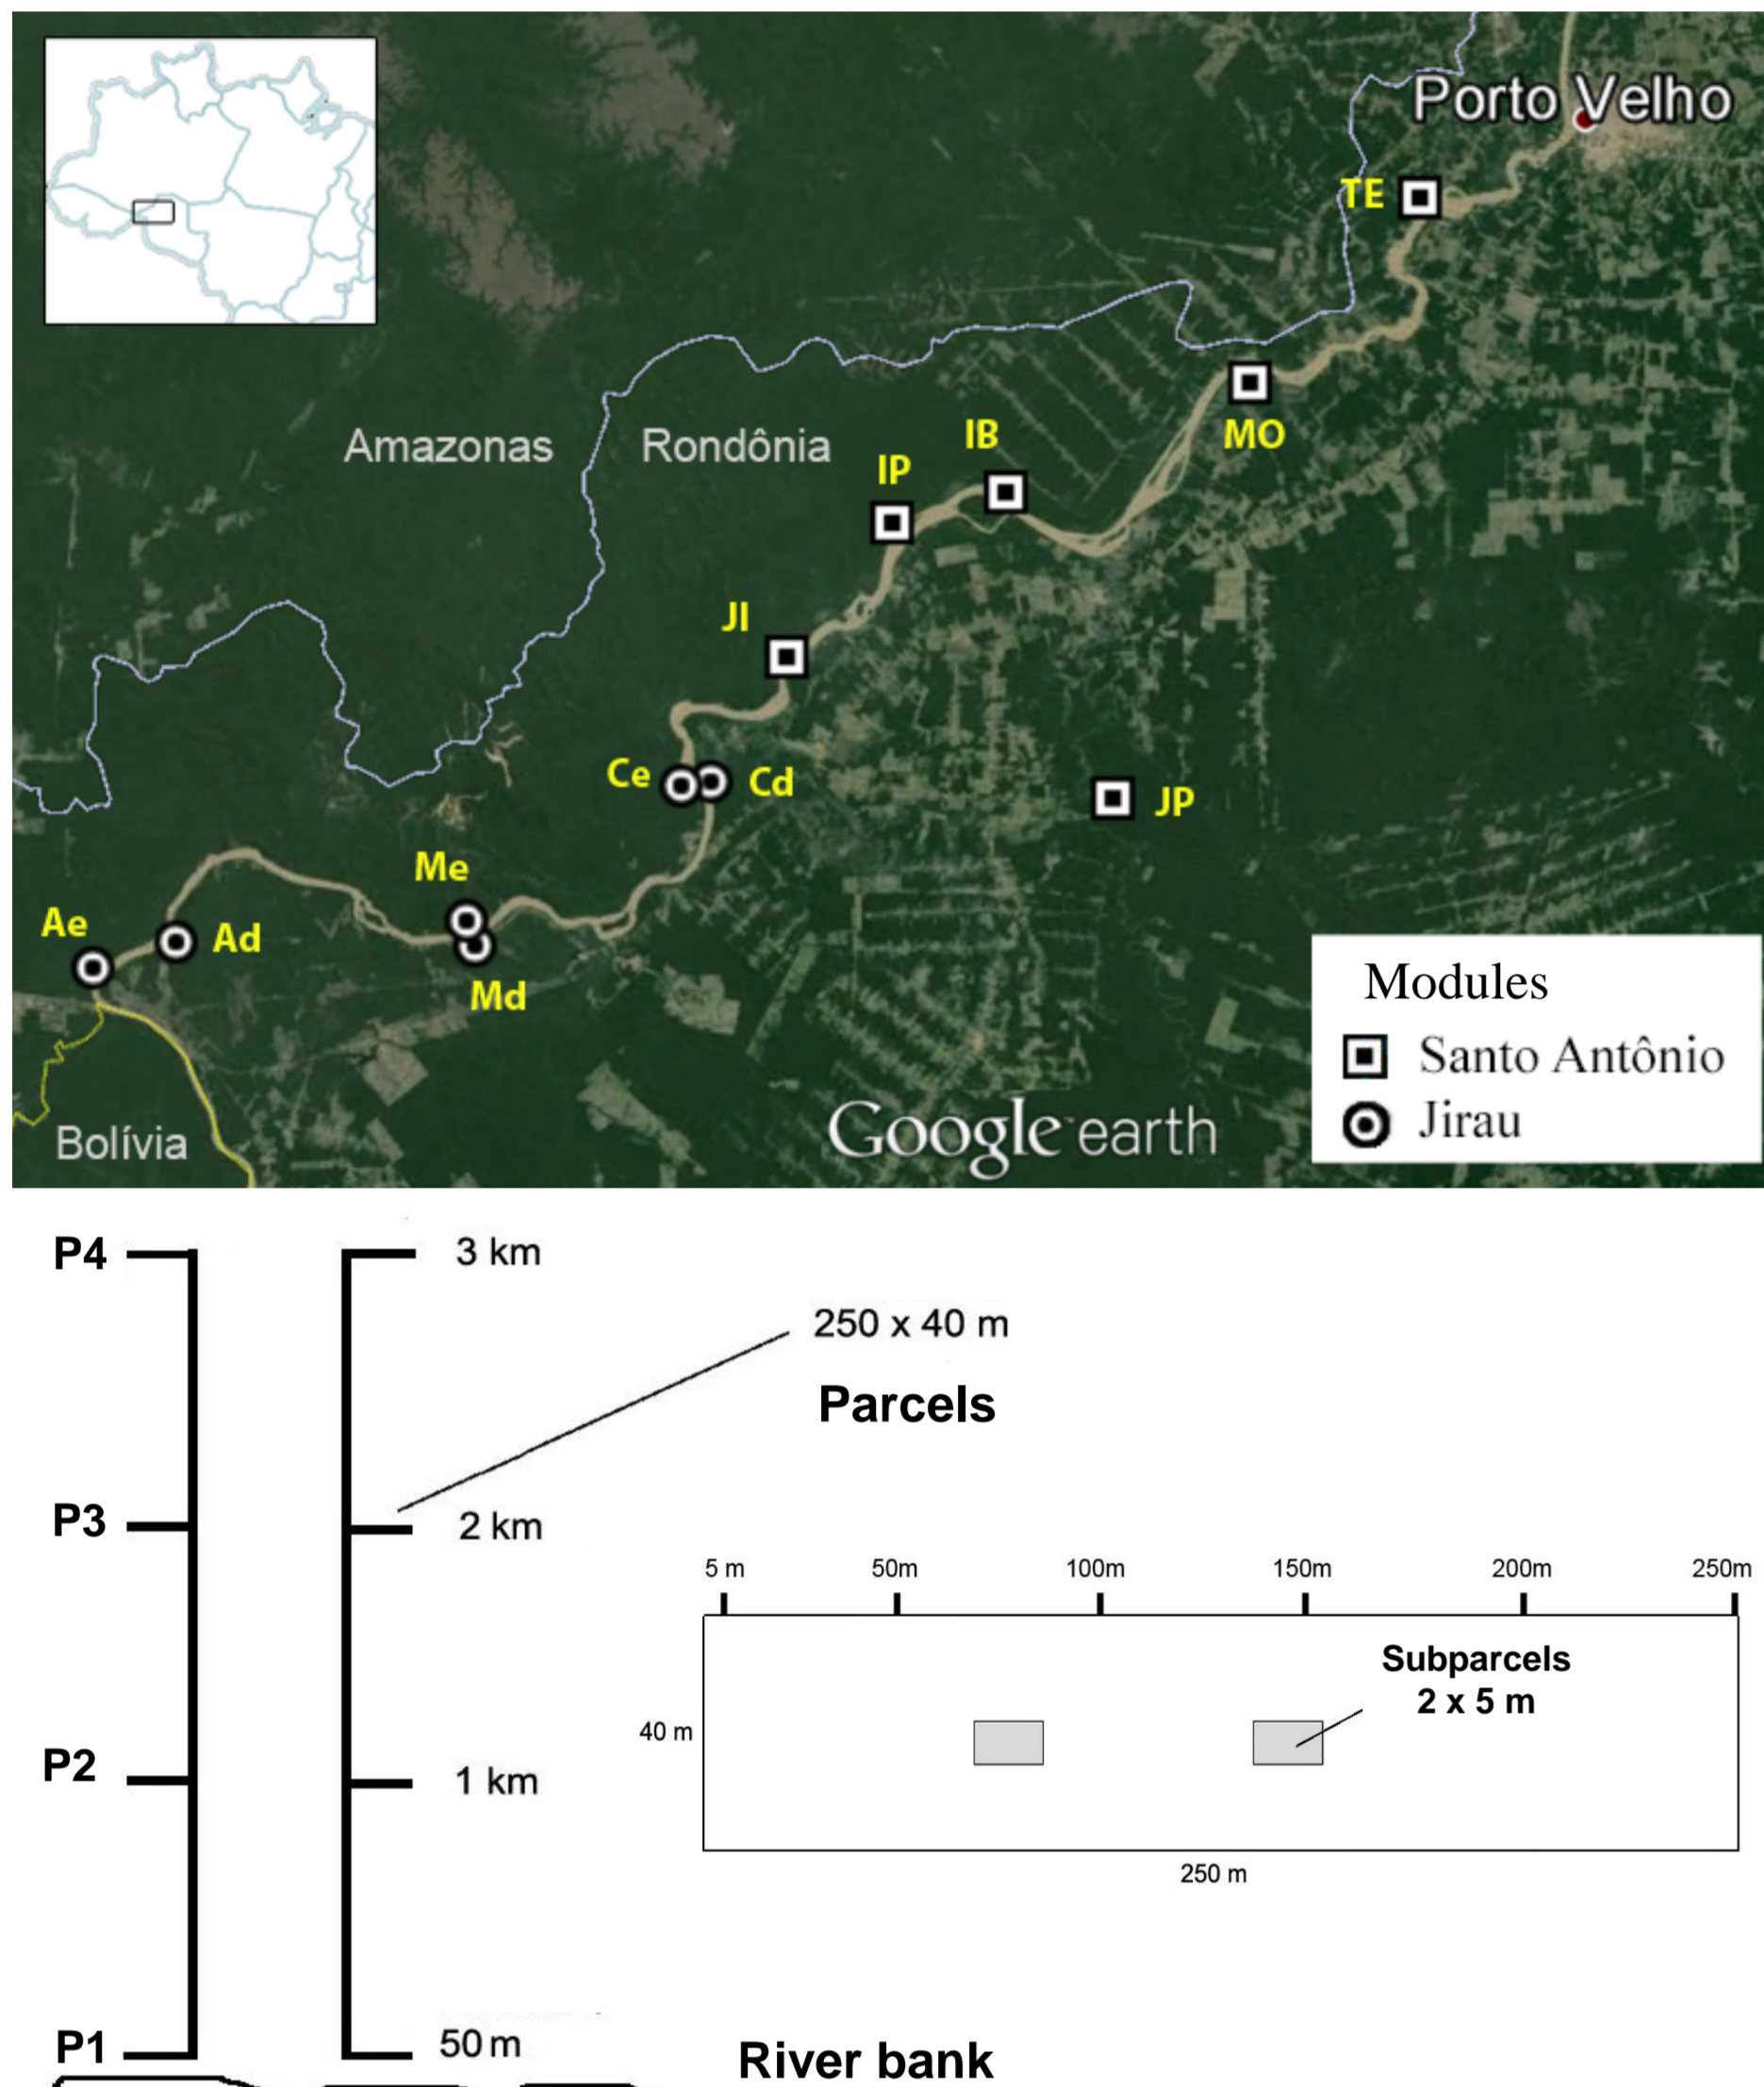 Porto Velho
TE
MO
IB
IP
Amazonas
Rondônia
JI
Ce
Cd
JP
Me
Ae
Ad
Md
Bolívia
Google earth
Modules
Santo Antônio
Jirau
P4
3 km
250 x 40 m
Parcels
P3
2 km
5 m 50m 100m 150m 200m 250m
Subparcels
2 x 5 m
40 m
P2
1 km
250 m
P1
50 m
River bank